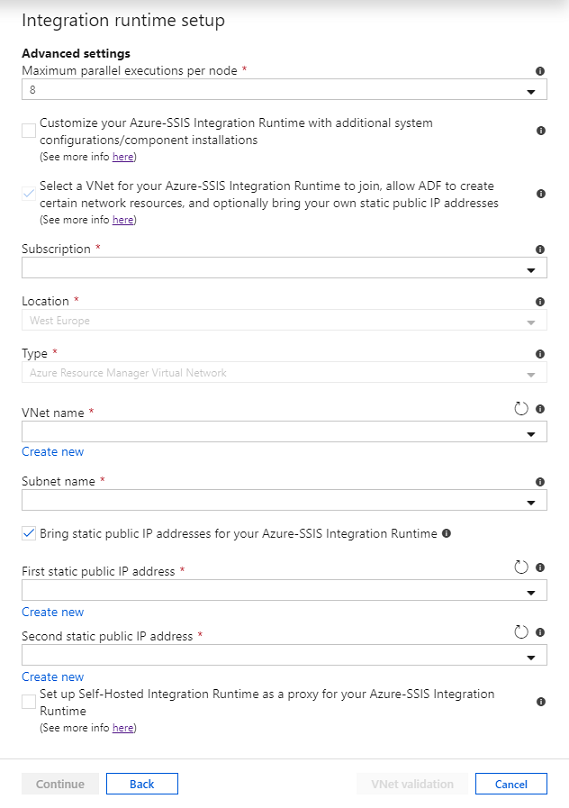 Integration runtime setup
Advanced settings
Maximum parallel executions per node *
8
Customize your Azure-SSIS Integration Runtime with additional system
configurations/component installations
(See more info here)
Select a VNet for your Azure-SSIS Integration Runtime to join, allow ADF to create
certain network resources, and optionally bring your own static public IP addresses
(See more info here)
Subscription *
Location *
West Europe
Type *
Azure Resource Manager Virtual Network
VNet name *
Create new
Subnet name *
Bring static public IP addresses for your Azure-SSIS Integration Runtime
First static public IP address *
Create new
Second static public IP address *
Create new
Set up Self-Hosted Integration Runtime as a proxy for your Azure-SSIS Integration
Runtime
(See more info here)
Continue Back VNet validation Cancel